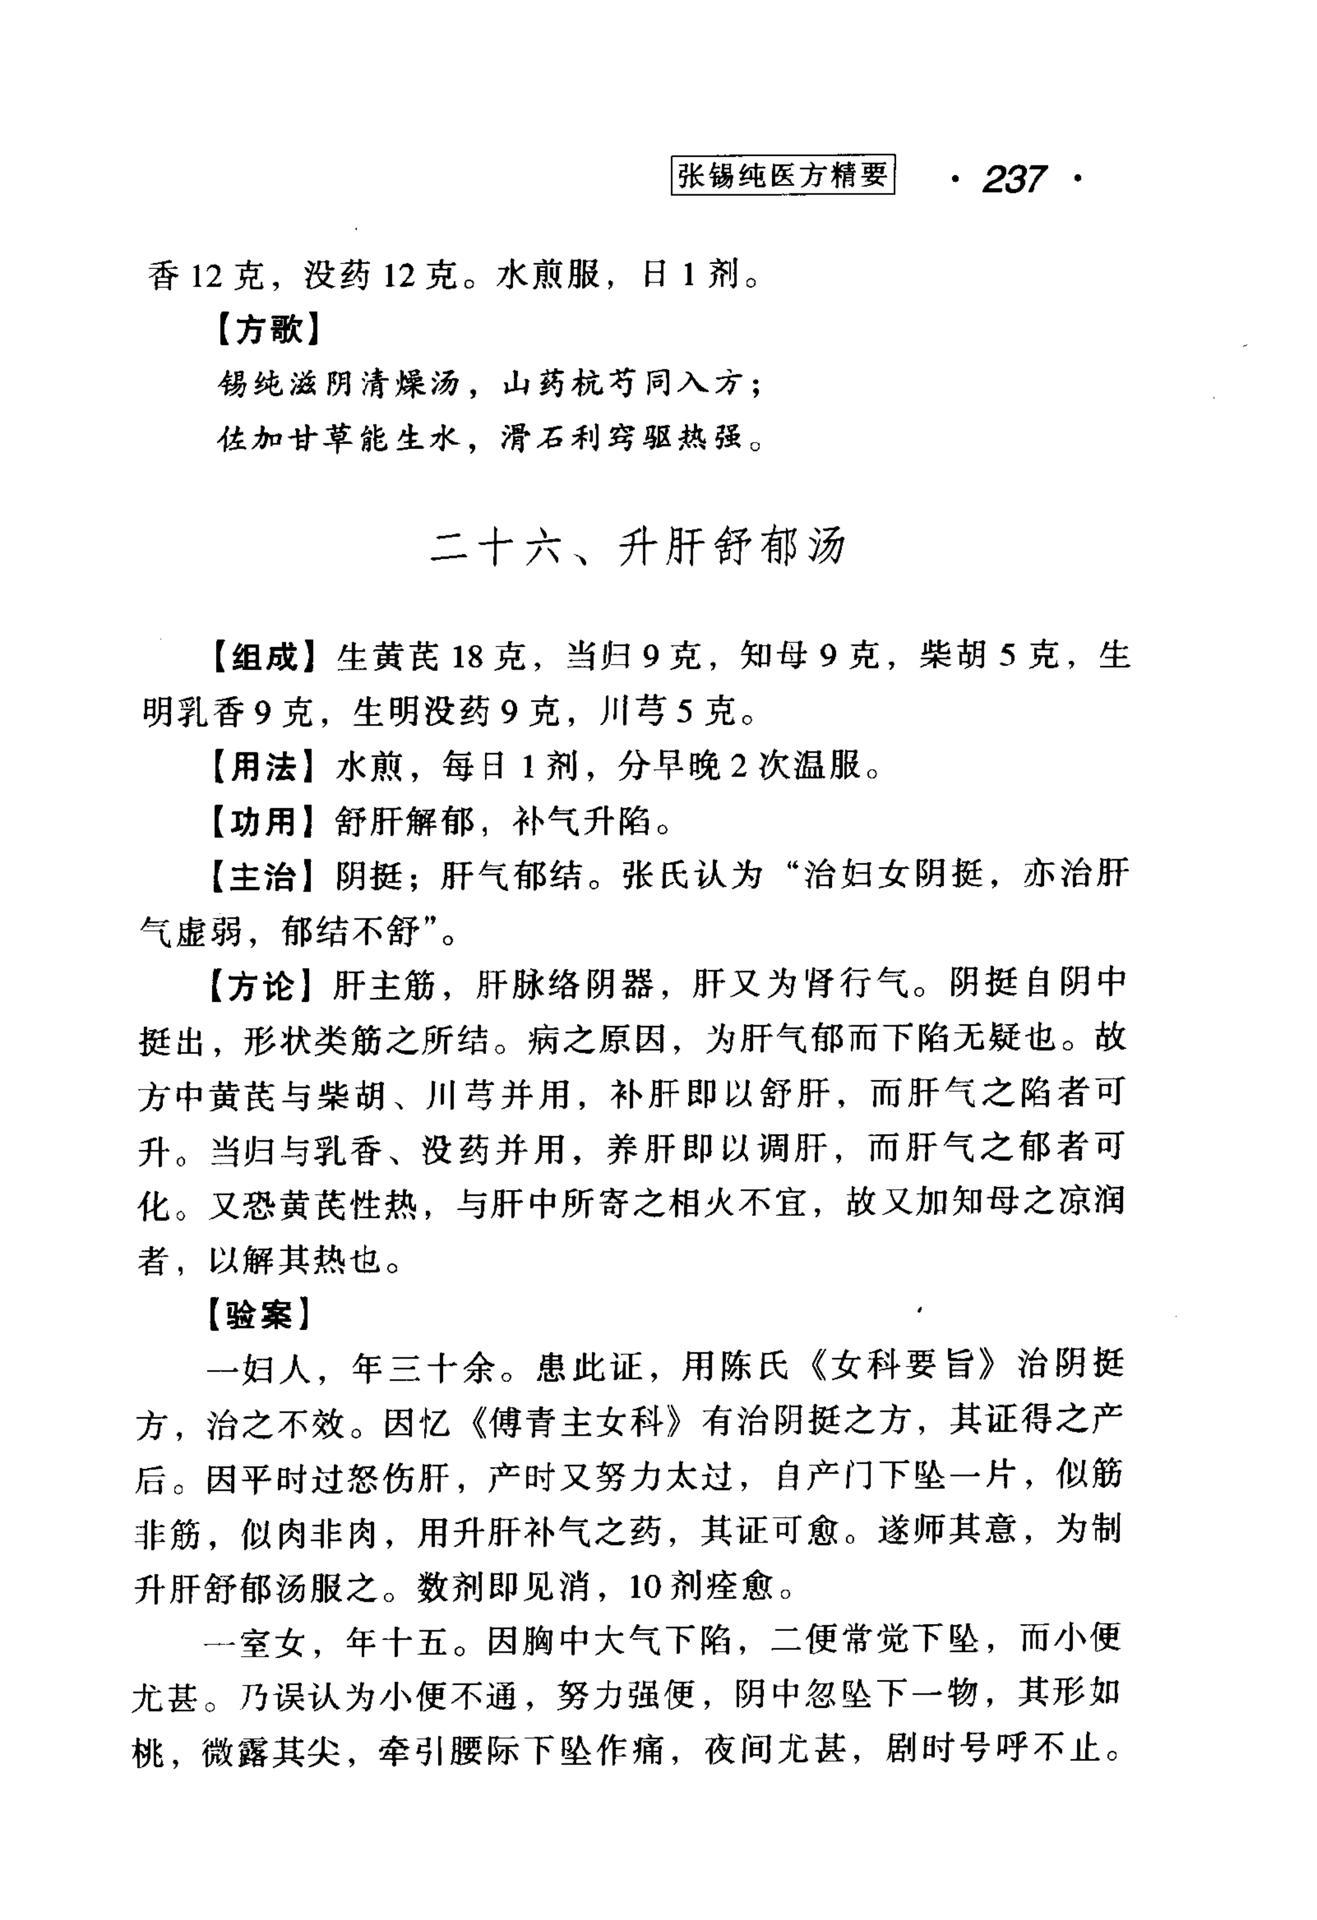 张锡纯医方精要 · 237 ·
香12克，没药12克。水煎服，日1剂。
【方歌】
锡纯滋阴清燥汤，山药杭芍同入方；
佐加甘草能生水，滑石利窍驱热强。
二十六、升肝舒郁汤
【组成】生黄芪18克，当归9克，知母9克，柴胡5克，生
明乳香9克，生明没药9克，川芎5克。
【用法】水煎，每日1剂，分早晚2次温服。
【功用】舒肝解郁，补气升陷。
【主治】阴挺；肝气郁结。张氏认为“治妇女阴挺，亦治肝
气虚弱，郁结不舒”。
【方论】肝主筋，肝脉络阴器，肝又为肾行气。阴挺自阴中
挺出，形状类筋之所结。病之原因，为肝气郁而下陷无疑也。故
方中黄芪与柴胡、川芎并用，补肝即以舒肝，而肝气之陷者可
升。当归与乳香、没药并用，养肝即以调肝，而肝气之郁者可
化。又恐黄芪性热，与肝中所寄之相火不宜，故又加知母之凉润
者，以解其热也。
【验案】
一妇人，年三十余。患此证，用陈氏《女科要旨》治阴挺
方，治之不效。因忆《傅青主女科》有治阴挺之方，其证得之产
后。因平时过怒伤肝，产时又努力太过，自产门下坠一片，似筋
非筋，似肉非肉，用升肝补气之药，其证可愈。遂师其意，为制
升肝舒郁汤服之。数剂即见消，10剂痊愈。
一室女，年十五。因胸中大气下陷，二便常觉下坠，而小便
尤甚。乃误认为小便不通，努力强便，阴中忽坠下一物，其形如
桃，微露其尖，牵引腰际下坠作痛，夜间尤甚，剧时号呼不止。